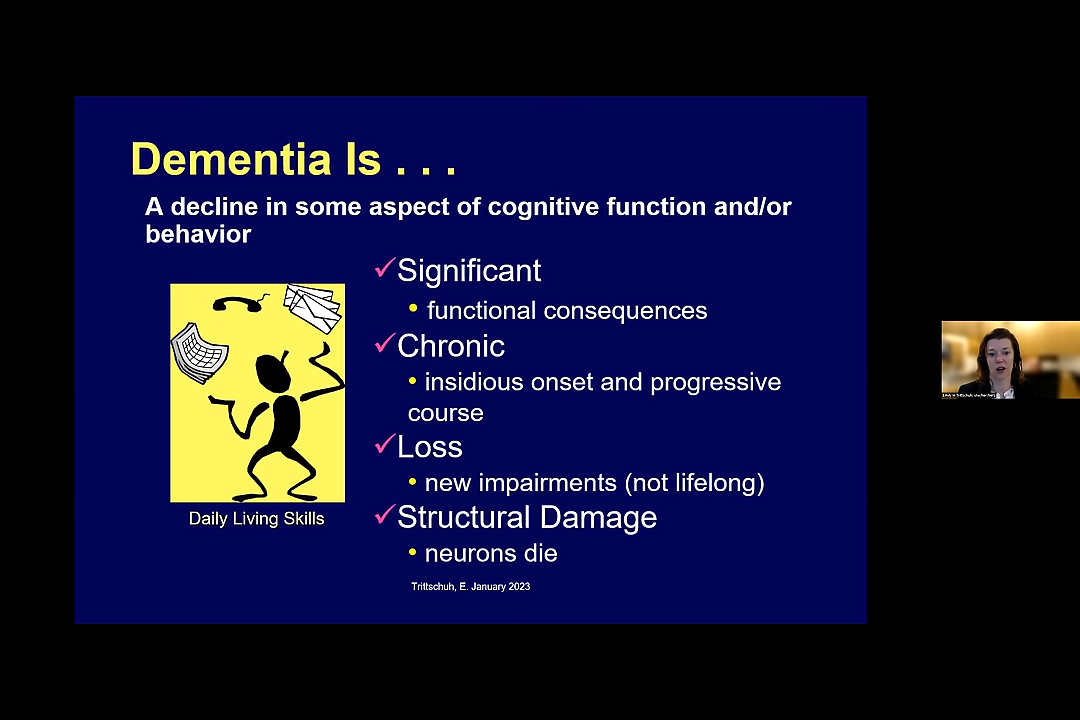 Dementia Is . . .
A decline in some aspect of cognitive function and/or
behavior
✓Significant
• functional consequences
✓Chronic
• insidious onset and progressive
course
✓Loss
• new impairments (not lifelong)
✓Structural Damage
• neurons die
Daily Living Skills
Trittschuh, E. January 2023